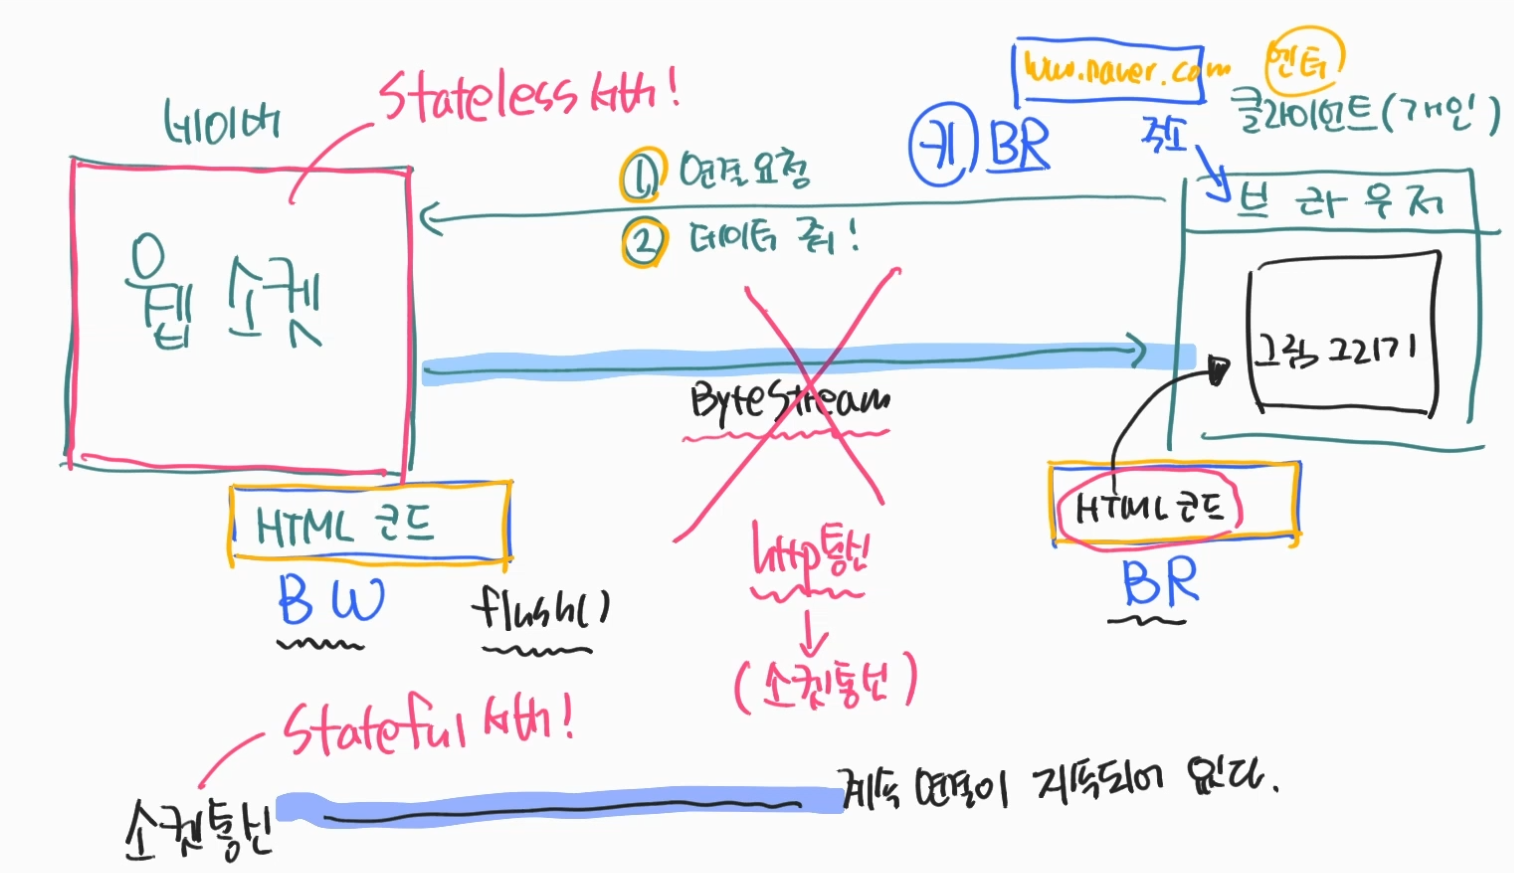 www.naver.com
엔터
Stateless 서버!
네이버
클라이언트(개인)
키 BR
주소
① 연결요청
② 데이터 줘!
브라우저
웹 소켓
그림 그리기
ByteStream
HTML 코드
HTML 코드
http통신
BW
flush()
BR
(소켓통신)
Stateful 서버!
소켓통신
계속 연결이 지속되어 있다.